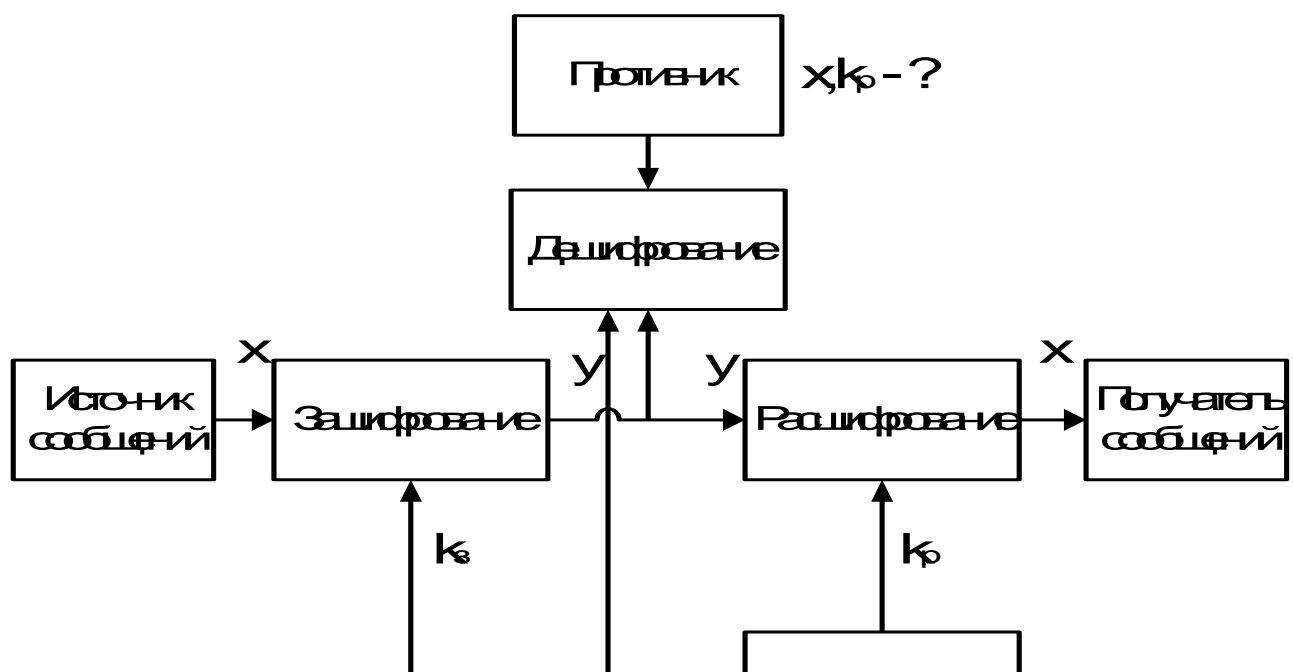 Противник
x,kр - ?
Дешифрование
x
y
y
x
Источник
сообщений
Зашифрование
Расшифрование
Получатель
сообщений
kз
kр